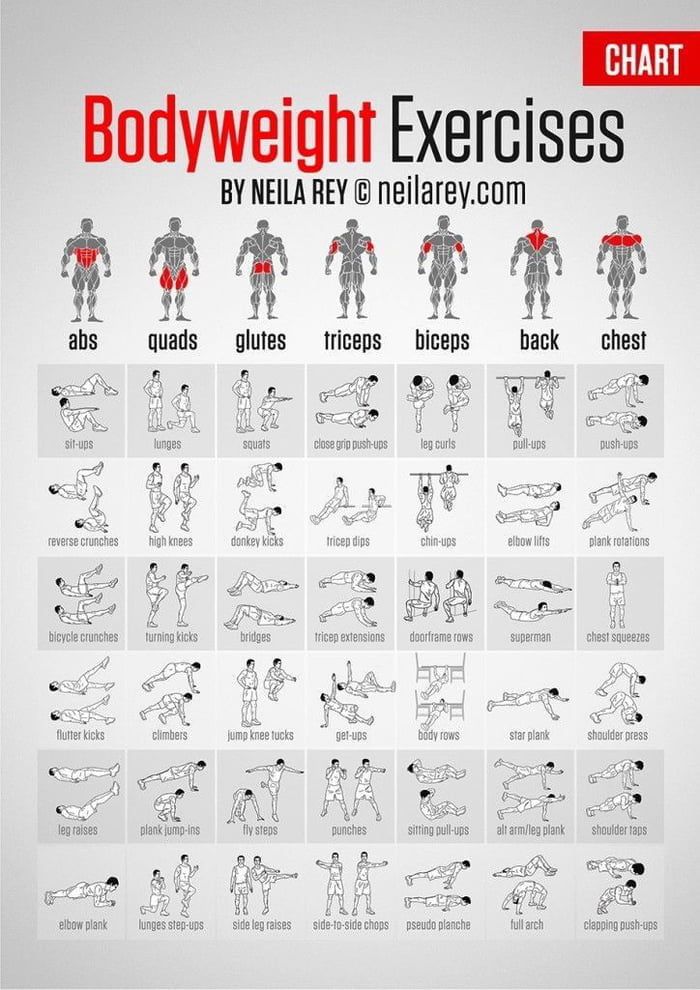 CHART
Bodyweight Exercises
BY NEILA REY © neilarey.com
abs quads glutes triceps biceps back chest
sit-ups lunges squats close grip push-ups leg curls pull-ups push-ups
reverse crunches high knees donkey kicks tricep dips chin-ups elbow lifts plank rotations
bicycle crunches turning kicks bridges tricep extensions doorframe rows superman chest squeezes
flutter kicks climbers jump knee tucks get-ups body rows star plank shoulder press
leg raises plank jump-ins fly steps punches sitting pull-ups alt arm/leg plank shoulder taps
elbow plank lunges step-ups side leg raises side-to-side chops pseudo planche full arch clapping push-ups